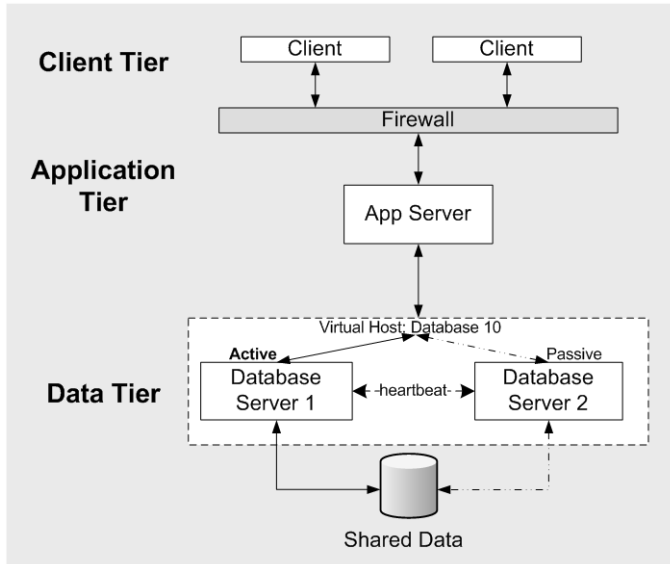 Client Tier
Client
Client
Firewall
Application
Tier
App Server
Virtual Host: Database 10
Active
Passive
Data Tier
Database
Server 1
heartbeat
Database
Server 2
Shared Data